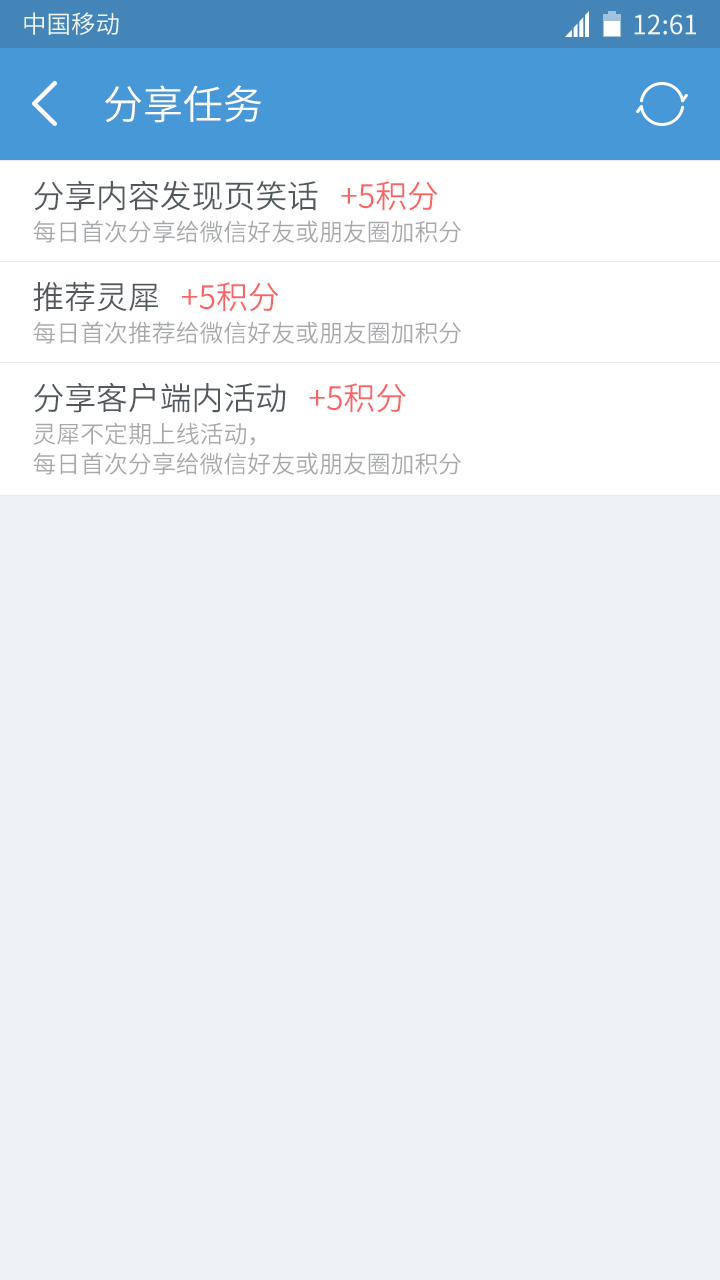 中国移动 12:61
分享任务
分享内容发现页笑话 +5积分
每日首次分享给微信好友或朋友圈加积分
推荐灵犀 +5积分
每日首次推荐给微信好友或朋友圈加积分
分享客户端内活动 +5积分
灵犀不定期上线活动，
每日首次分享给微信好友或朋友圈加积分